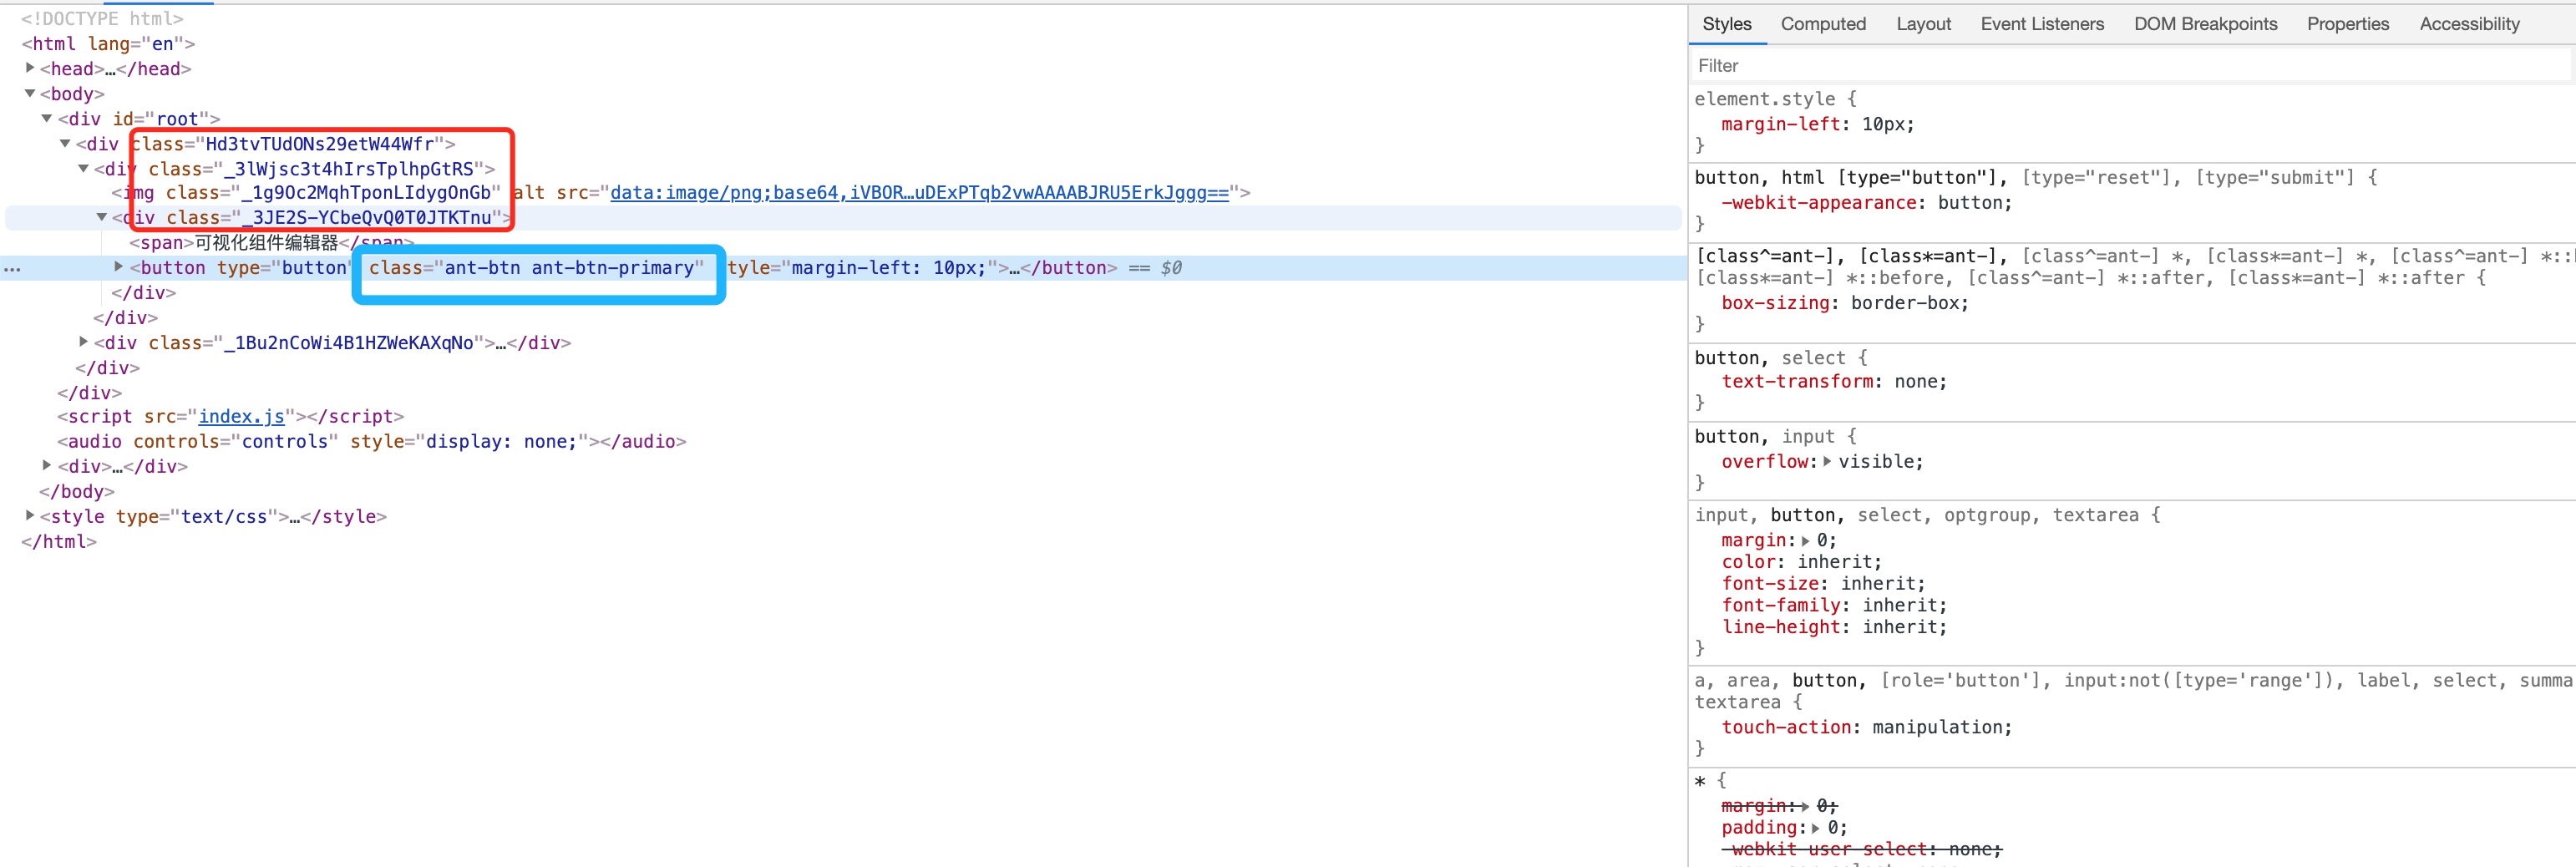 <!DOCTYPE html>
<html lang="en">
<head>…</head>
<body>
<div id="root">
<div class="Hd3tvTUdONs29etW44Wfr">
<div class="_3lWjsc3t4hIrsTplhpGtRS">
<img class="_1g9Oc2MqhTponLIdygOnGb" alt src="data:image/png;base64,iVBOR…uDExPTqb2vwAAAABJRU5ErkJggg==">
<div class="_3JE2S-YCbeQvQ0T0JTKTnu">
<span>可视化组件编辑器</span>
… <button type="button" class="ant-btn ant-btn-primary" style="margin-left: 10px;">…</button> == $0
</div>
</div>
<div class="_1Bu2nCoWi4B1HZWeKAXqNo">…</div>
</div>
</div>
<script src="index.js"></script>
<audio controls="controls" style="display: none;"></audio>
<div>…</div>
</body>
<style type="text/css">…</style>
</html>
Styles Computed Layout Event Listeners DOM Breakpoints Properties Accessibility
Filter
element.style {
margin-left: 10px;
}
button, html [type="button"], [type="reset"], [type="submit"] {
-webkit-appearance: button;
}
[class^=ant-], [class*=ant-], [class^=ant-] *, [class*=ant-] *, [class^=ant-] *::
[class*=ant-] *::before, [class^=ant-] *::after, [class*=ant-] *::after {
box-sizing: border-box;
}
button, select {
text-transform: none;
}
button, input {
overflow: visible;
}
input, button, select, optgroup, textarea {
margin: 0;
color: inherit;
font-size: inherit;
font-family: inherit;
line-height: inherit;
}
a, area, button, [role='button'], input:not([type='range']), label, select, summa
textarea {
touch-action: manipulation;
}
* {
margin: 0;
padding: 0;
-webkit-user-select: none;